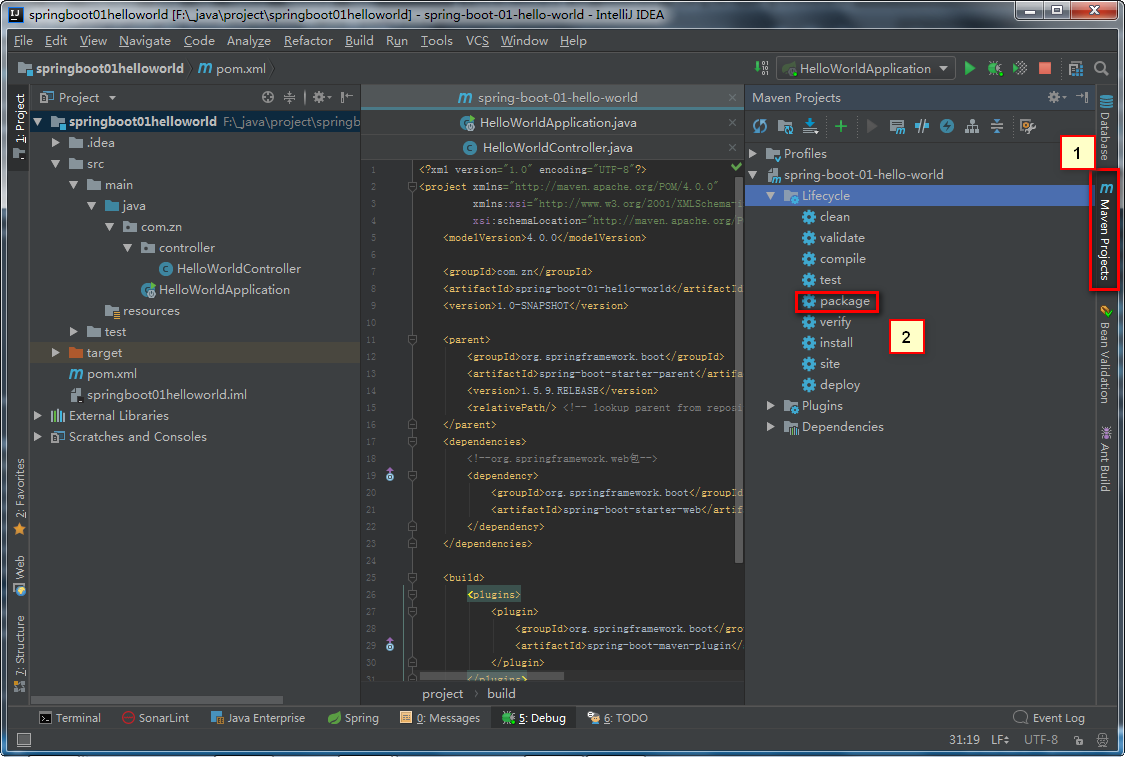 springboot01helloworld [F:\_java\project\springboot01helloworld] - spring-boot-01-hello-world - IntelliJ IDEA
File Edit View Navigate Code Analyze Refactor Build Run Tools VCS Window Help
springboot01helloworld pom.xml HelloWorldApplication
1: Project
2: Favorites
Web
7: Structure
Project
springboot01helloworld F:\_java\project\springb
.idea
src
main
java
com.zn
controller
HelloWorldController
HelloWorldApplication
resources
test
target
pom.xml
springboot01helloworld.iml
External Libraries
Scratches and Consoles
spring-boot-01-hello-world
HelloWorldApplication.java
HelloWorldController.java
1 <?xml version="1.0" encoding="UTF-8"?>
2 <project xmlns="http://maven.apache.org/POM/4.0.0"
3 xmlns:xsi="http://www.w3.org/2001/XMLSchema-i
4 xsi:schemaLocation="http://maven.apache.org/P
5 <modelVersion>4.0.0</modelVersion>
6
7 <groupId>com.zn</groupId>
8 <artifactId>spring-boot-01-hello-world</artifactId
9 <version>1.0-SNAPSHOT</version>
10
11 <parent>
12 <groupId>org.springframework.boot</groupId>
13 <artifactId>spring-boot-starter-parent</artifa
14 <version>1.5.9.RELEASE</version>
15 <relativePath/> <!-- lookup parent from reposi
16 </parent>
17 <dependencies>
18 <!--org.springframework.web包-->
19 <dependency>
20 <groupId>org.springframework.boot</groupId
21 <artifactId>spring-boot-starter-web</artif
22 </dependency>
23 </dependencies>
24
25 <build>
26 <plugins>
27 <plugin>
28 <groupId>org.springframework.boot</grou
29 <artifactId>spring-boot-maven-plugin</
30 </plugin>
31 </plugins>
project build
Maven Projects
Profiles
spring-boot-01-hello-world
Lifecycle
clean
validate
compile
test
package
verify
install
site
deploy
Plugins
Dependencies
1
2
Database
Maven Projects
Bean Validation
Ant Build
Terminal SonarLint Java Enterprise Spring 0: Messages 5: Debug 6: TODO Event Log
31:19 LF UTF-8